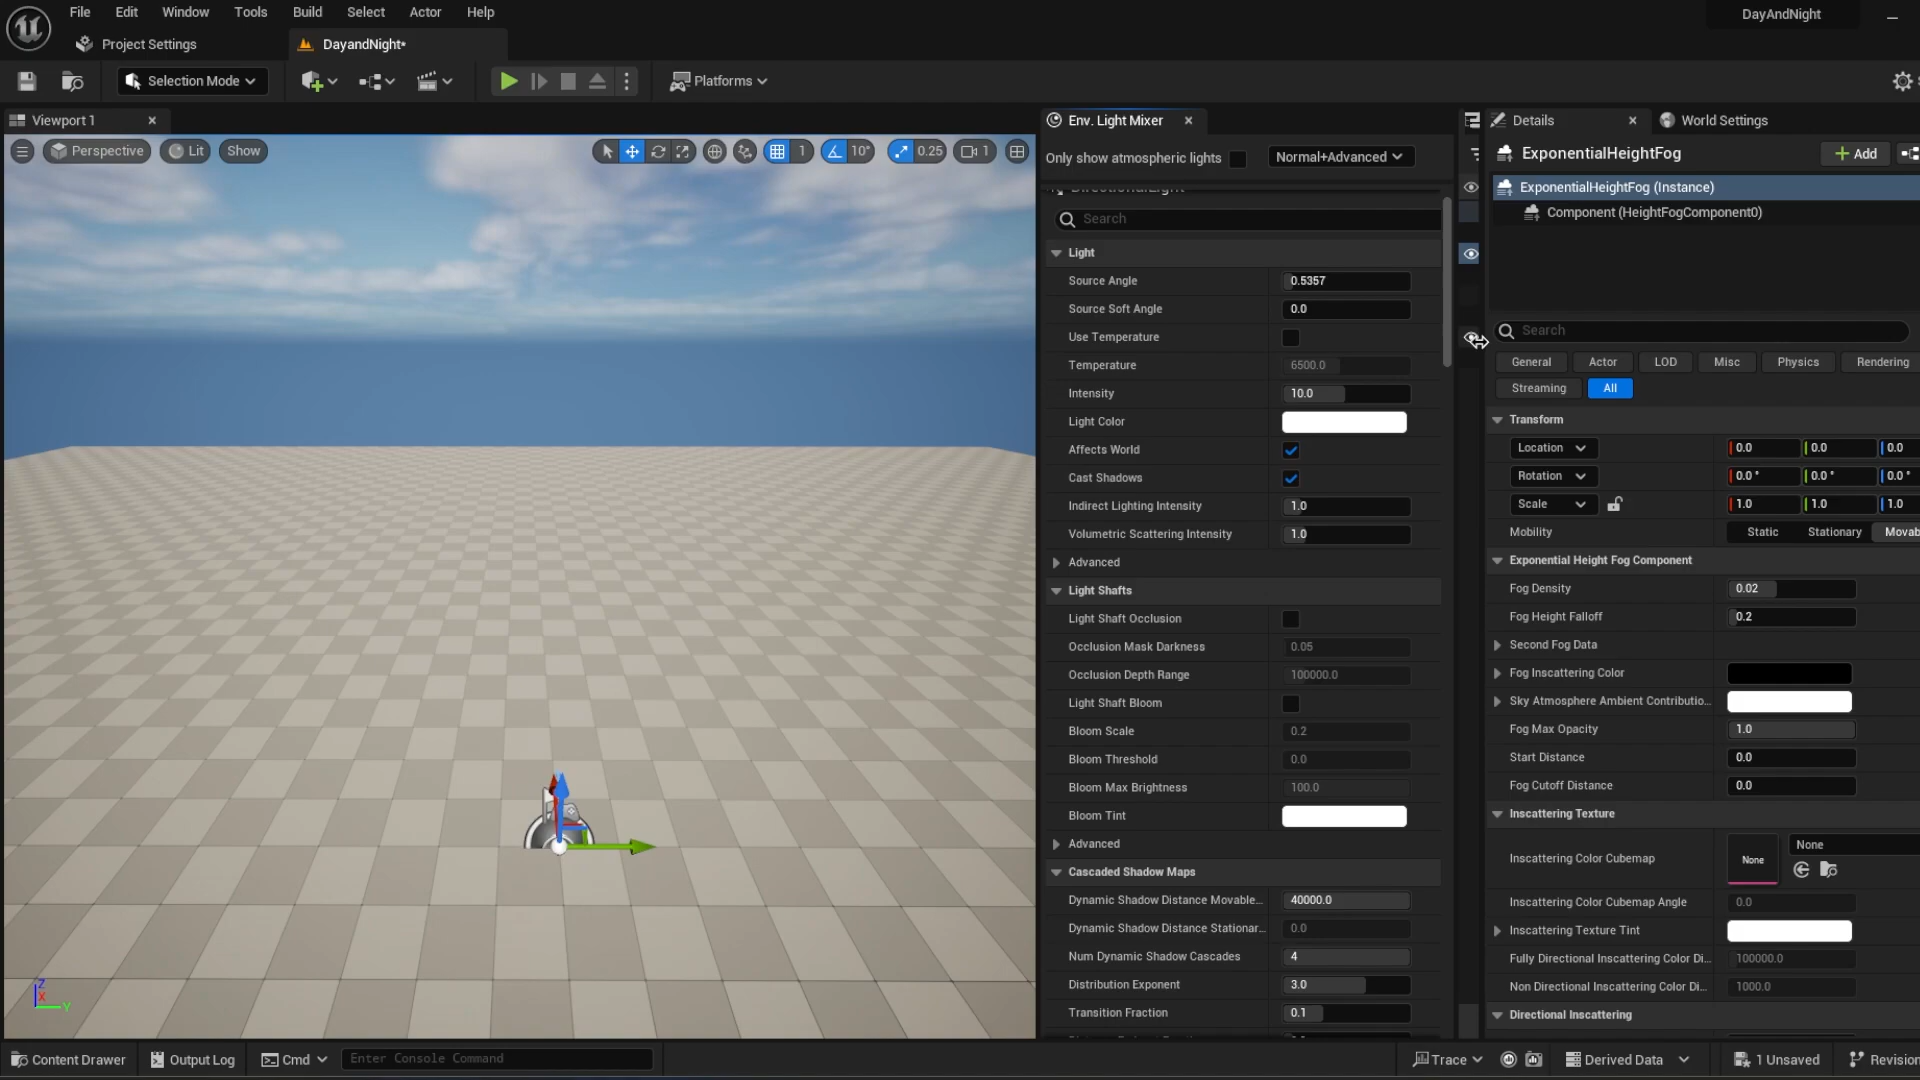 File Edit Window Tools Build Select Actor Help
DayAndNight
Project Settings
DayandNight*
Selection Mode
Platforms
Viewport 1
Perspective
Lit
Show
1
10°
0.25
1
Env. Light Mixer
Only show atmospheric lights
Normal+Advanced
Search
Light
Source Angle 0.5357
Source Soft Angle 0.0
Use Temperature
Temperature 6500.0
Intensity 10.0
Light Color
Affects World
Cast Shadows
Indirect Lighting Intensity 1.0
Volumetric Scattering Intensity 1.0
Advanced
Light Shafts
Light Shaft Occlusion
Occlusion Mask Darkness 0.05
Occlusion Depth Range 100000.0
Light Shaft Bloom
Bloom Scale 0.2
Bloom Threshold 0.0
Bloom Max Brightness 100.0
Bloom Tint
Advanced
Cascaded Shadow Maps
Dynamic Shadow Distance Movable... 40000.0
Dynamic Shadow Distance Stationar... 0.0
Num Dynamic Shadow Cascades 4
Distribution Exponent 3.0
Transition Fraction 0.1
Details
World Settings
ExponentialHeightFog
+ Add
ExponentialHeightFog (Instance)
Component (HeightFogComponent0)
Search
General Actor LOD Misc Physics Rendering
Streaming All
Transform
Location 0.0 0.0 0.0
Rotation 0.0 ° 0.0 ° 0.0 °
Scale 1.0 1.0 1.0
Mobility Static Stationary Movab
Exponential Height Fog Component
Fog Density 0.02
Fog Height Falloff 0.2
Second Fog Data
Fog Inscattering Color
Sky Atmosphere Ambient Contributio...
Fog Max Opacity 1.0
Start Distance 0.0
Fog Cutoff Distance 0.0
Inscattering Texture
Inscattering Color Cubemap None None
Inscattering Color Cubemap Angle 0.0
Inscattering Texture Tint
Fully Directional Inscattering Color Di... 100000.0
Non Directional Inscattering Color Di... 1000.0
Directional Inscattering
Z
X
Y
Content Drawer
Output Log
Cmd
Enter Console Command
Trace
Derived Data
1 Unsaved
Revision